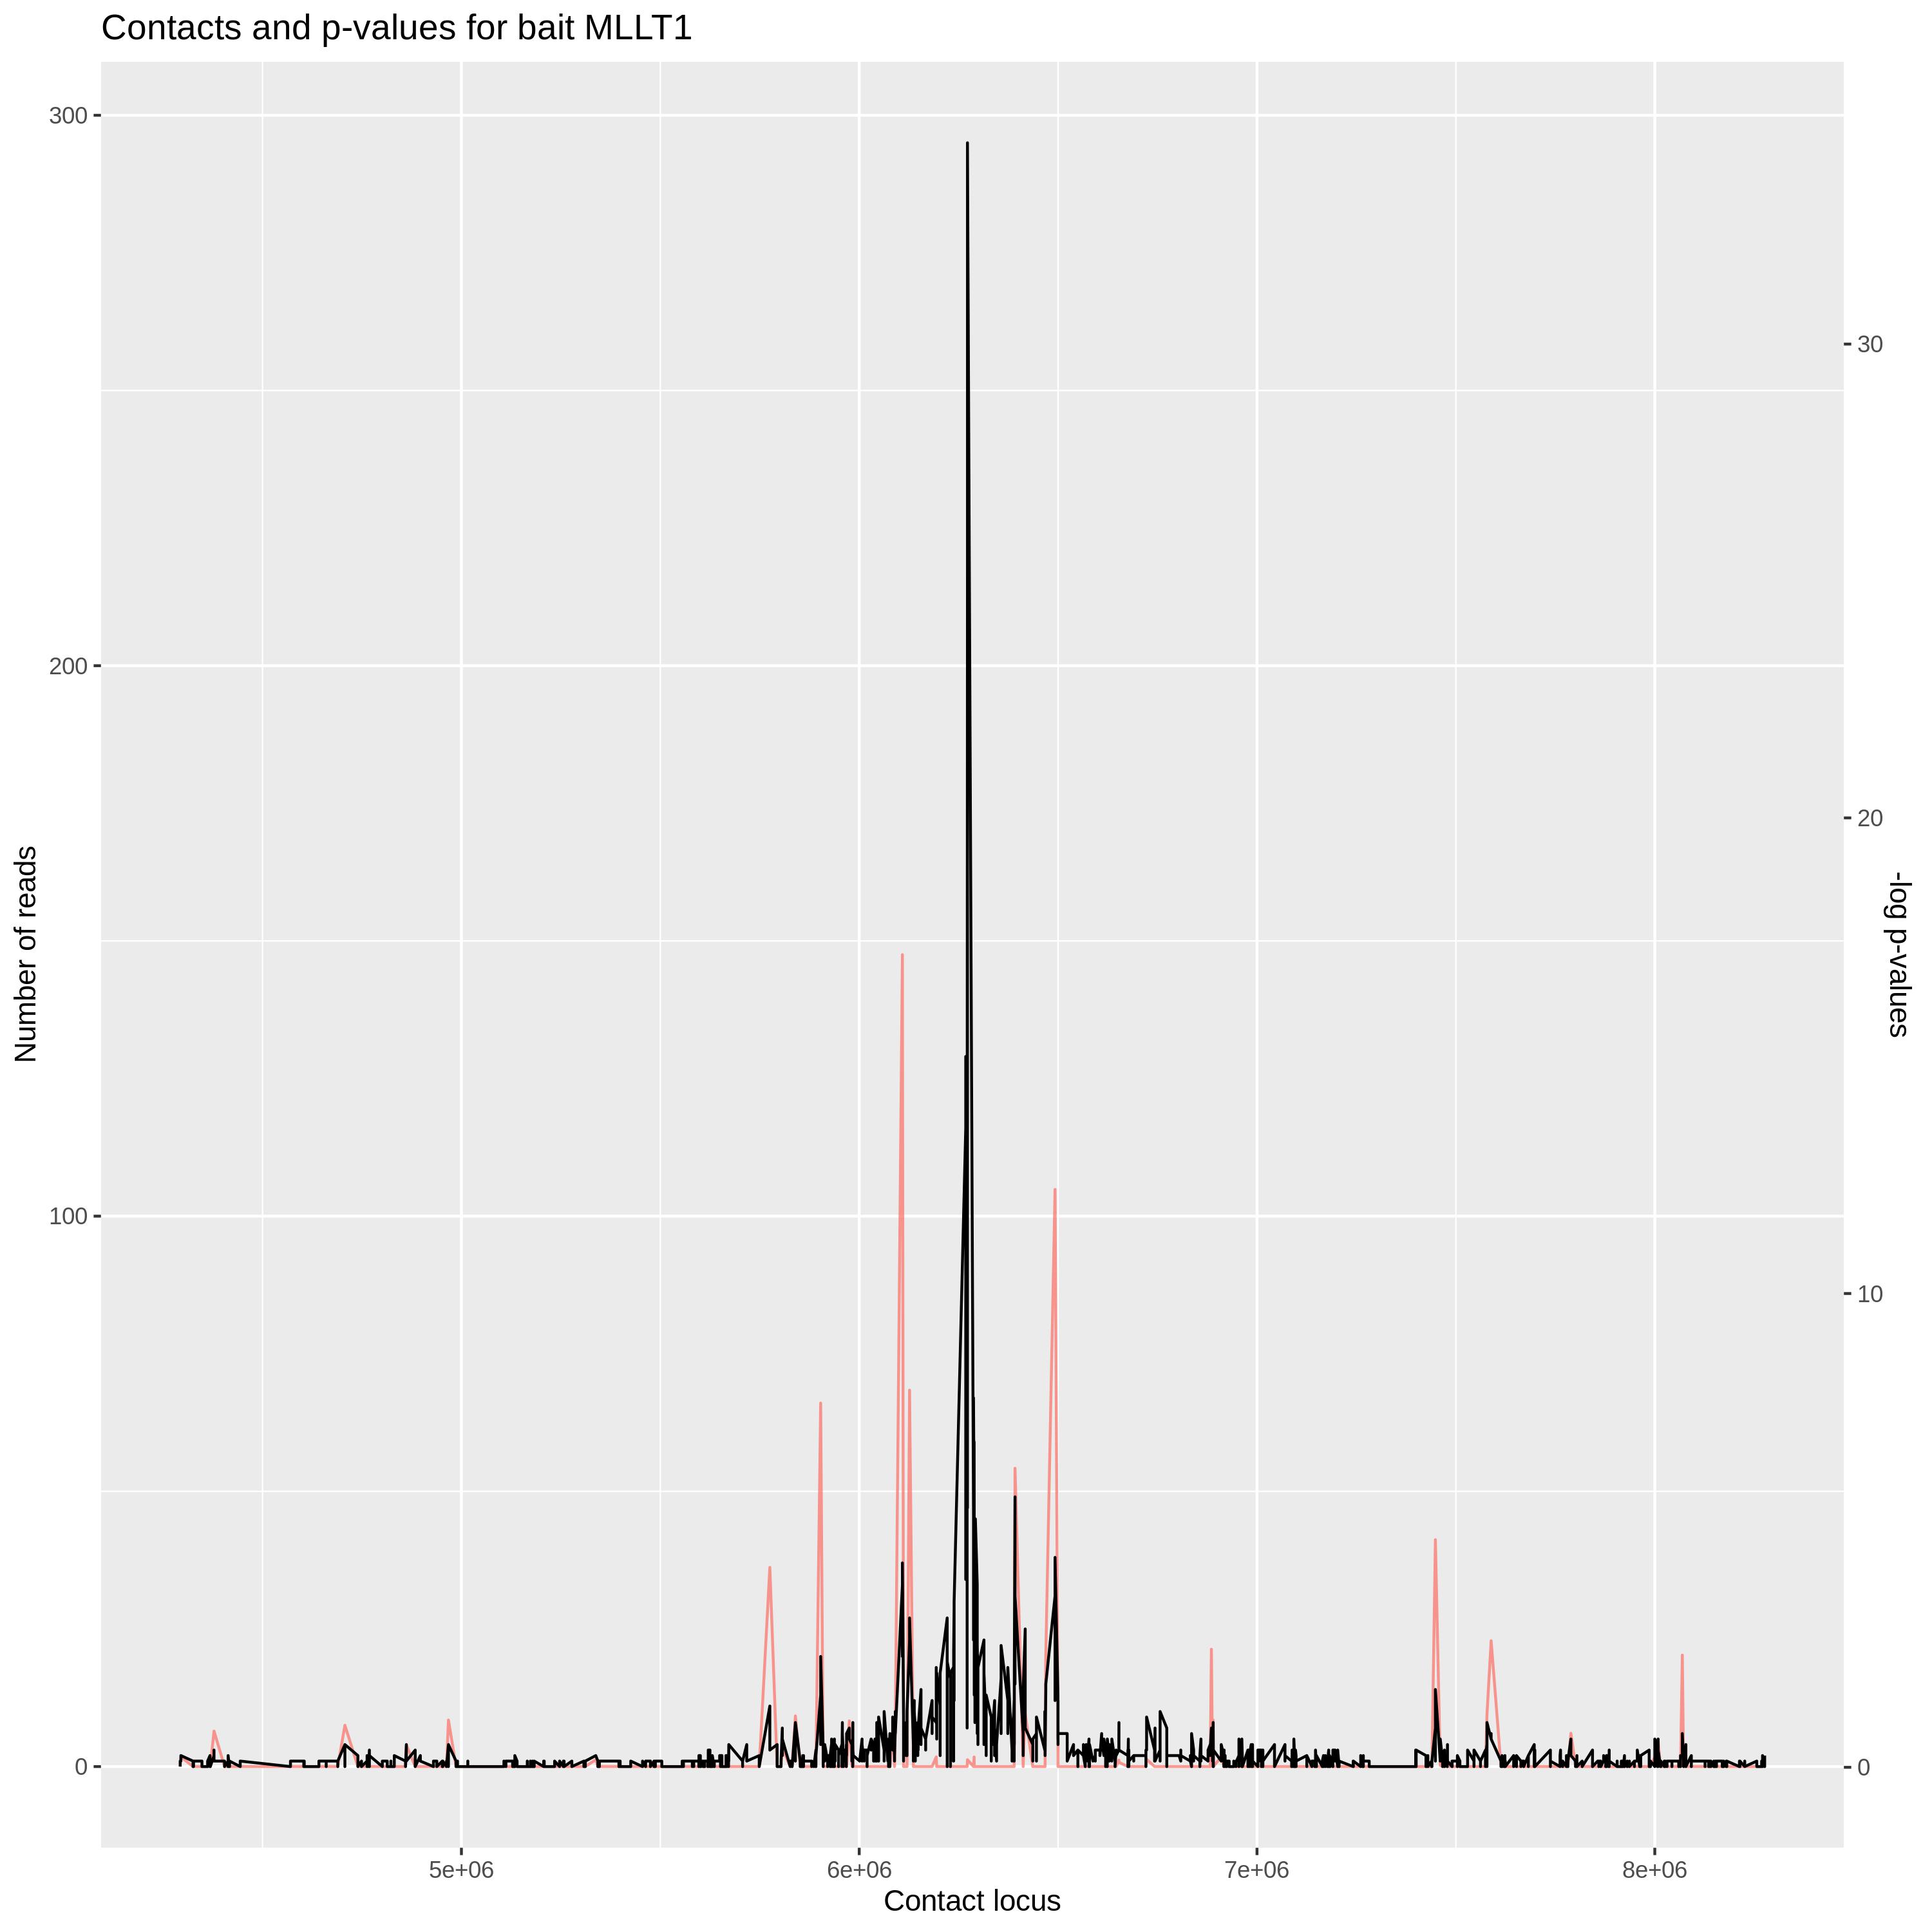 Contacts and p-values for bait MLLT1
300
200
100
0
Number of reads
30
20
10
0
-log p-values
5e+06
6e+06
7e+06
8e+06
Contact locus